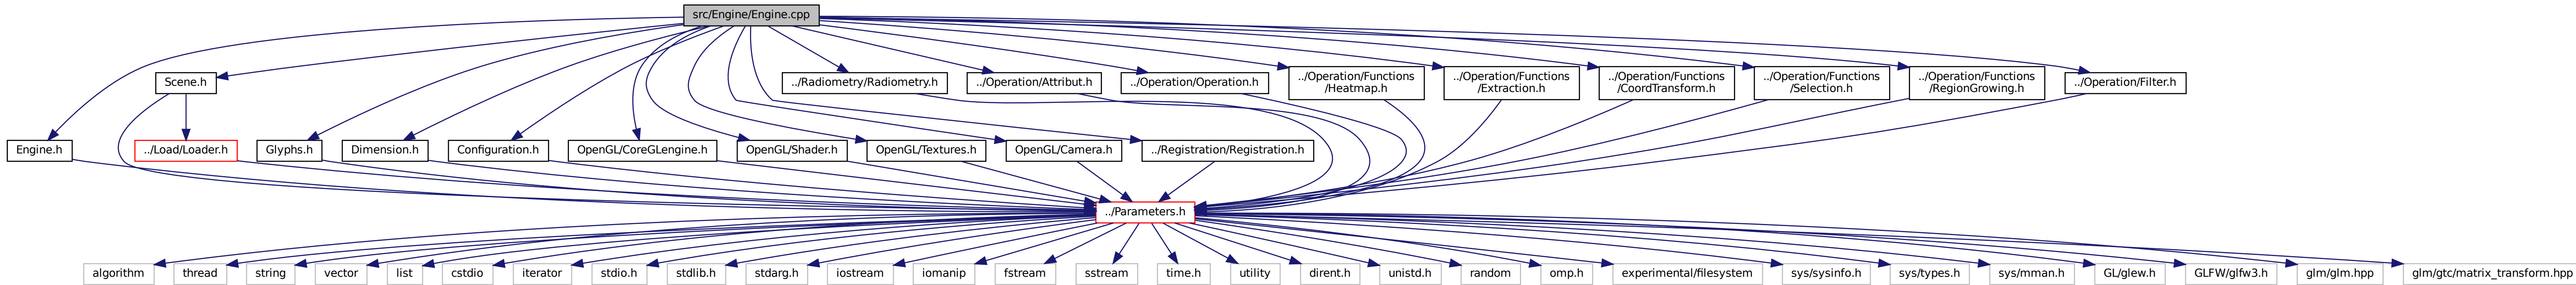 src/Engine/Engine.cpp
Scene.h
../Radiometry/Radiometry.h
../Operation/Attribut.h
../Operation/Operation.h
../Operation/Functions
/Heatmap.h
../Operation/Functions
/Extraction.h
../Operation/Functions
/CoordTransform.h
../Operation/Functions
/Selection.h
../Operation/Functions
/RegionGrowing.h
../Operation/Filter.h
Engine.h
../Load/Loader.h
Glyphs.h
Dimension.h
Configuration.h
OpenGL/CoreGLengine.h
OpenGL/Shader.h
OpenGL/Textures.h
OpenGL/Camera.h
../Registration/Registration.h
../Parameters.h
algorithm
thread
string
vector
list
cstdio
iterator
stdio.h
stdlib.h
stdarg.h
iostream
iomanip
fstream
sstream
time.h
utility
dirent.h
unistd.h
random
omp.h
experimental/filesystem
sys/sysinfo.h
sys/types.h
sys/mman.h
GL/glew.h
GLFW/glfw3.h
glm/glm.hpp
glm/gtc/matrix_transform.hpp